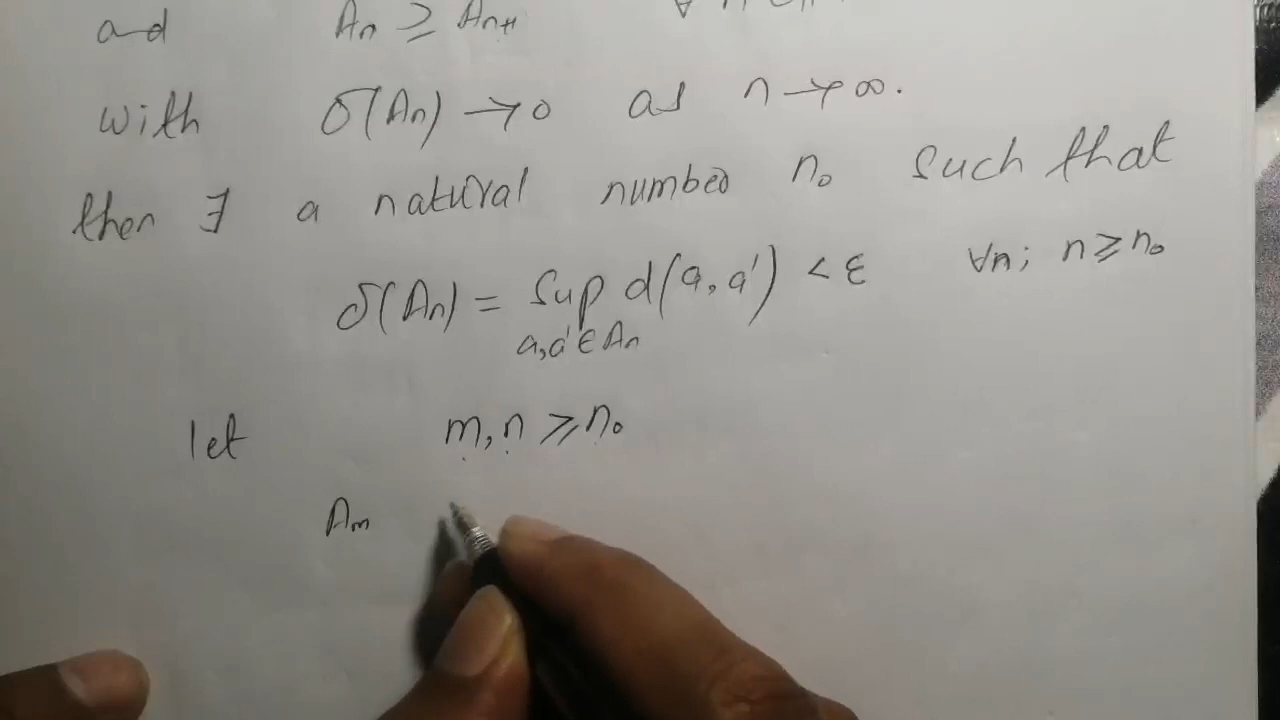 and An ≥ An+1 ∀
with δ(An) → 0 as n → ∞.
then ∃ a natural number n₀ such that
δ(An) = sup d(a, a') < ε ∀n; n ≥ n₀
a,a' ∈ An
let m, n ≥ n₀
Am